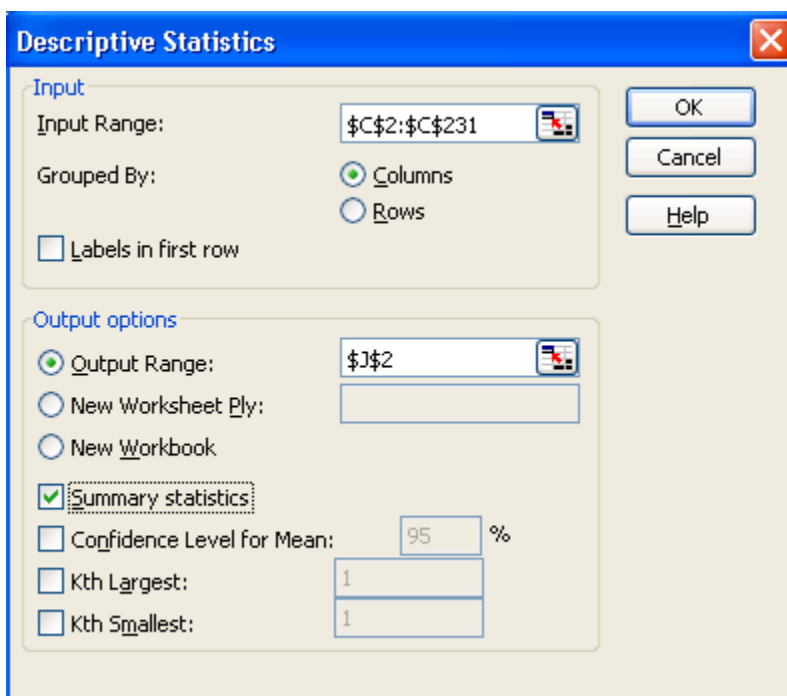 Descriptive Statistics
Input
Input Range: $C$2:$C$231
Grouped By: Columns
Rows
Labels in first row
OK
Cancel
Help
Output options
Output Range: $J$2
New Worksheet Ply:
New Workbook
Summary statistics
Confidence Level for Mean: 95 %
Kth Largest: 1
Kth Smallest: 1